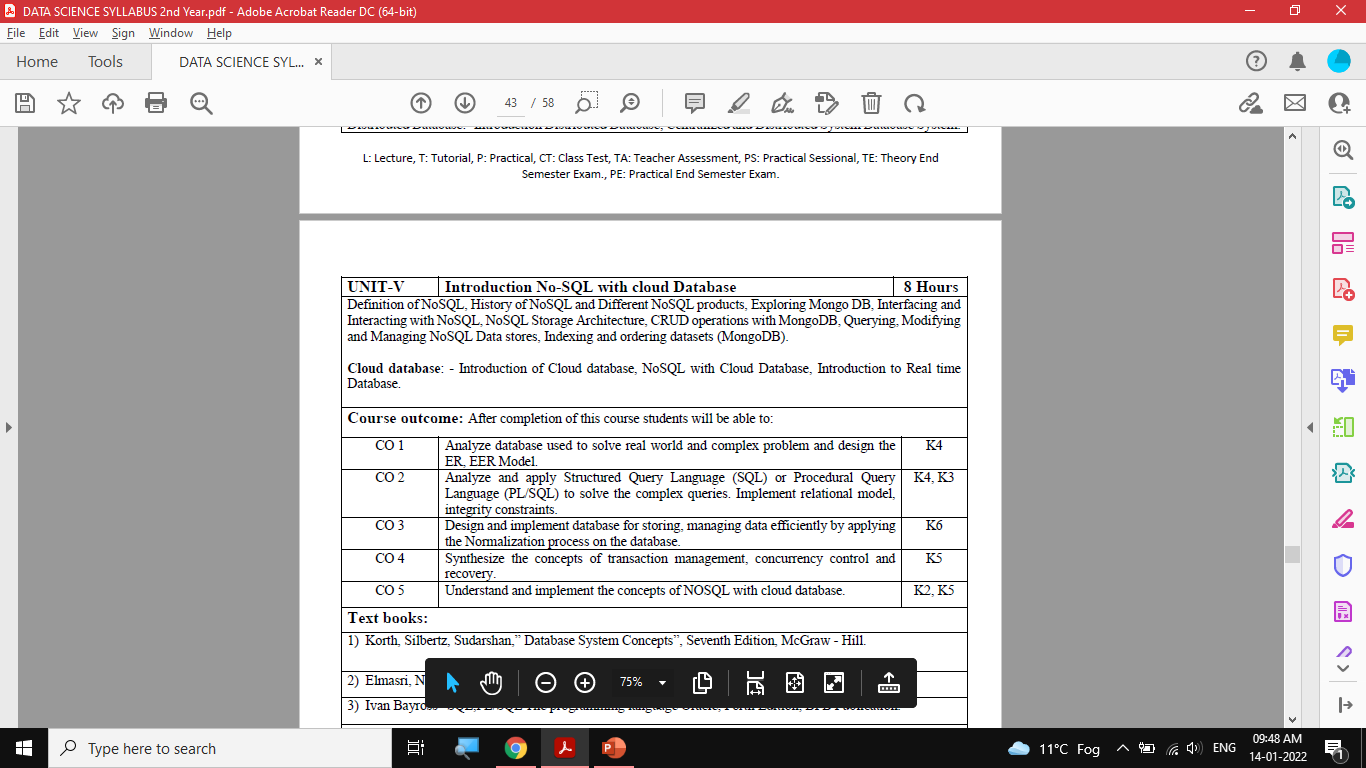 DATA SCIENCE SYLLABUS 2nd Year.pdf - Adobe Acrobat Reader DC (64-bit)
File Edit View Sign Window Help
Home Tools DATA SCIENCE SYL... ×
43 / 58
Distributed Database:- Introduction Distributed Database, Centralized and Distributed System Database System.
L: Lecture, T: Tutorial, P: Practical, CT: Class Test, TA: Teacher Assessment, PS: Practical Sessional, TE: Theory End
Semester Exam., PE: Practical End Semester Exam.
UNIT-V Introduction No-SQL with cloud Database 8 Hours
Definition of NoSQL, History of NoSQL and Different NoSQL products, Exploring Mongo DB, Interfacing and
Interacting with NoSQL, NoSQL Storage Architecture, CRUD operations with MongoDB, Querying, Modifying
and Managing NoSQL Data stores, Indexing and ordering datasets (MongoDB).
Cloud database: - Introduction of Cloud database, NoSQL with Cloud Database, Introduction to Real time
Database.
Course outcome: After completion of this course students will be able to:
CO 1 Analyze database used to solve real world and complex problem and design the K4
ER, EER Model.
CO 2 Analyze and apply Structured Query Language (SQL) or Procedural Query K4, K3
Language (PL/SQL) to solve the complex queries. Implement relational model,
integrity constraints.
CO 3 Design and implement database for storing, managing data efficiently by applying K6
the Normalization process on the database.
CO 4 Synthesize the concepts of transaction management, concurrency control and K5
recovery.
CO 5 Understand and implement the concepts of NOSQL with cloud database. K2, K5
Text books:
1) Korth, Silbertz, Sudarshan,” Database System Concepts”, Seventh Edition, McGraw - Hill.
2) Elmasri, N
75%
3) Ivan Bayross
Type here to search
11°C Fog
ENG
09:48 AM
14-01-2022
1